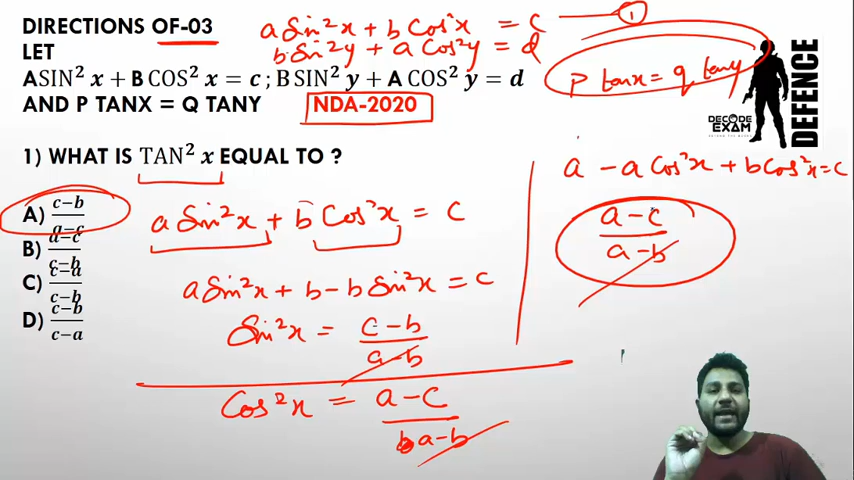 DIRECTIONS OF-03
LET
ASIN² x + B COS² x = c ; B SIN² y + A COS² y = d
AND P TANX = Q TANY
NDA-2020
a Sin²x + b Cos²x = c ——— ①
b Sin²y + a Cos²y = d
p tanx = q tany
DECODE
EXAM
DEFENCE
1) WHAT IS TAN² x EQUAL TO ?
A) c−b / a−c
B) a−c / c−b
C) c−a / c−b
D) c−b / c−a
a Sin²x + b Cos²x = c
a Sin²x + b − b Sin²x = c
Sin²x = c − b / a − b
Cos²x = a − c / a − b
a − a Cos²x + b Cos²x = c
a − c / a − b